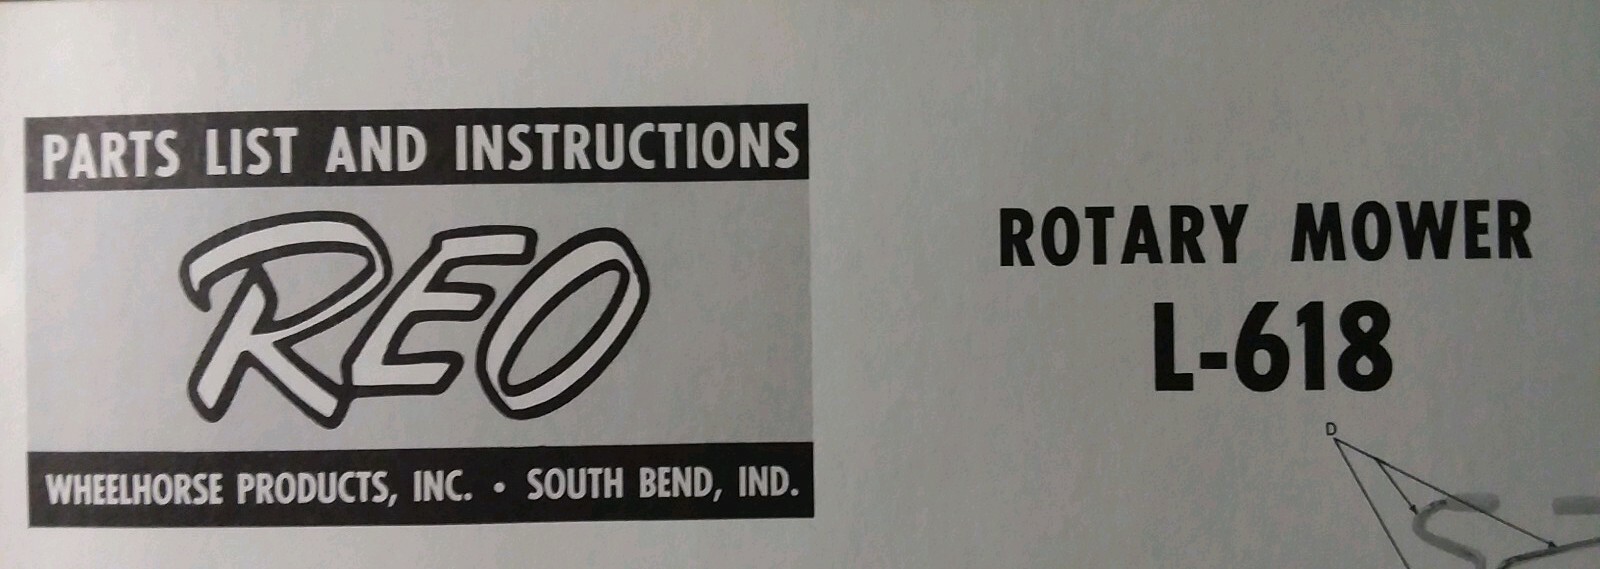 PARTS LIST AND INSTRUCTIONS
REO
WHEELHORSE PRODUCTS, INC. • SOUTH BEND, IND.
ROTARY MOWER
L-618
D